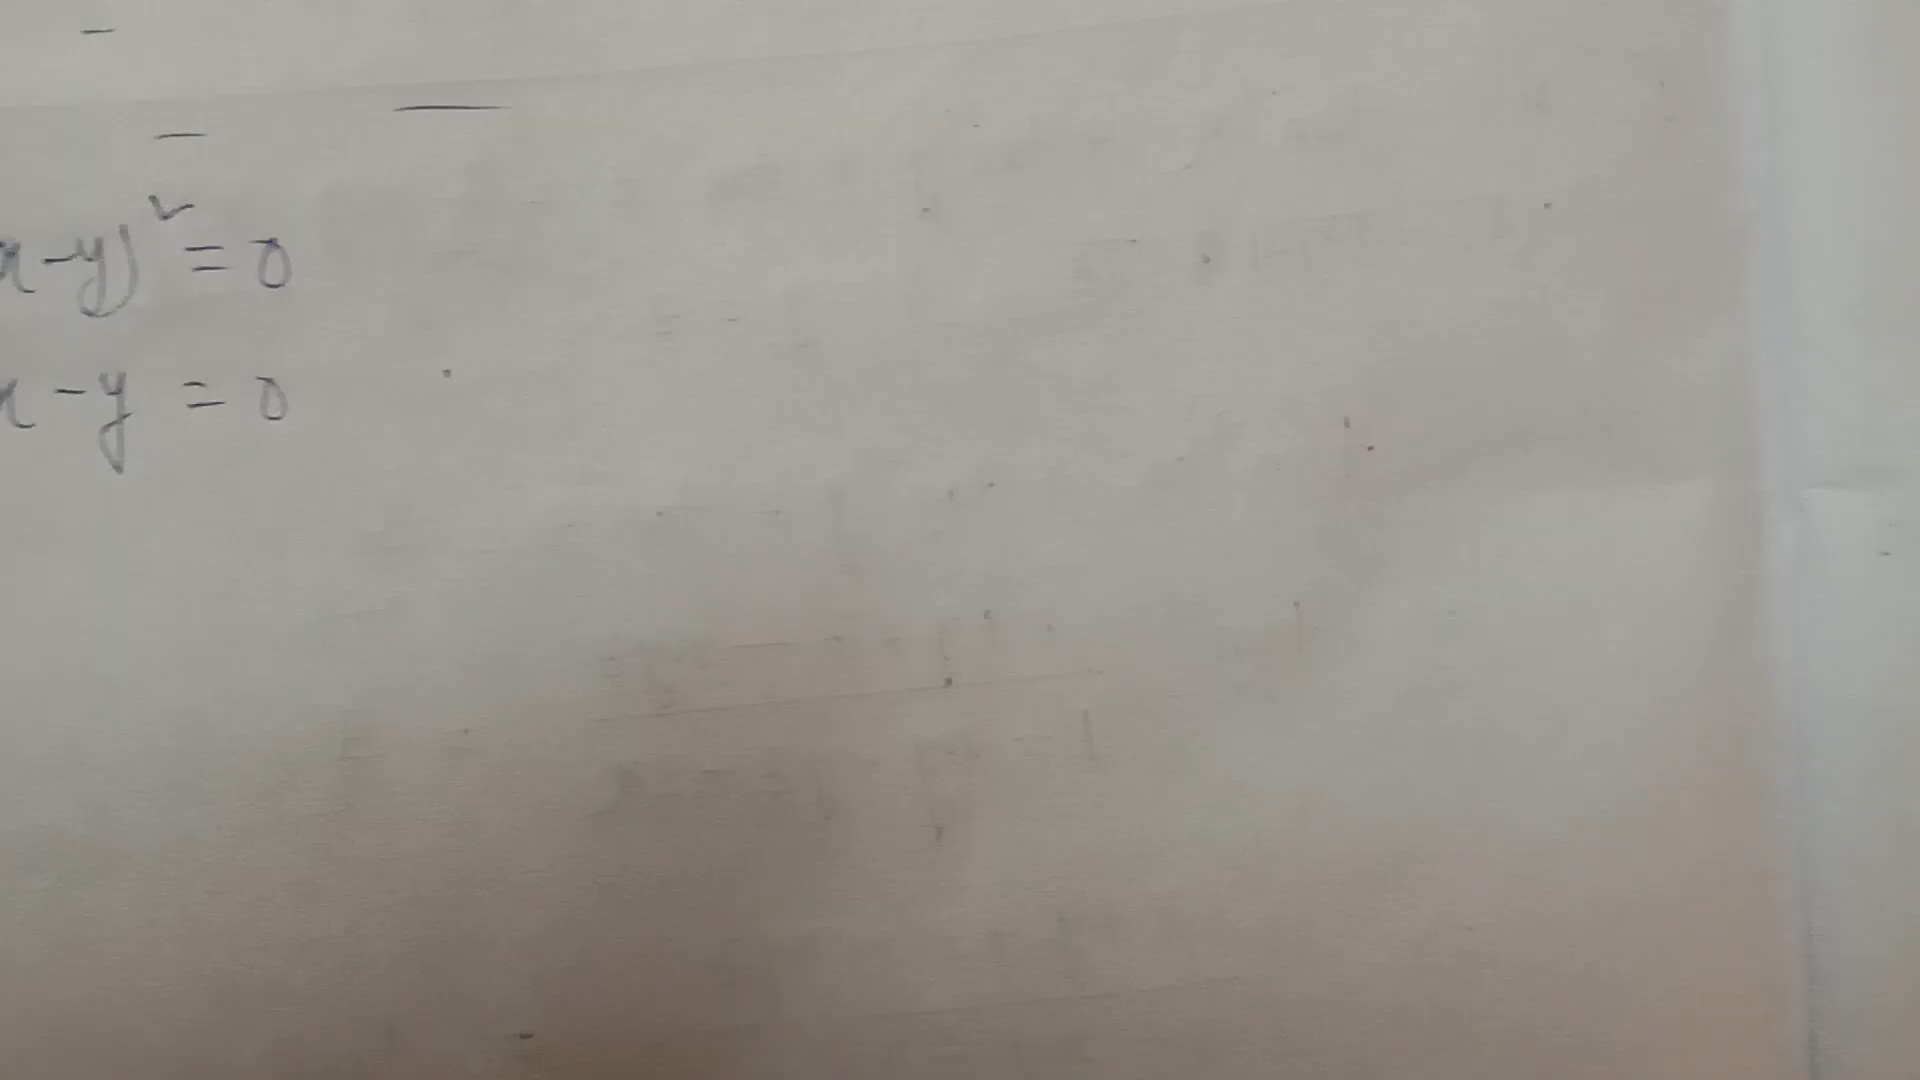 x-y)² = 0
x - y = 0